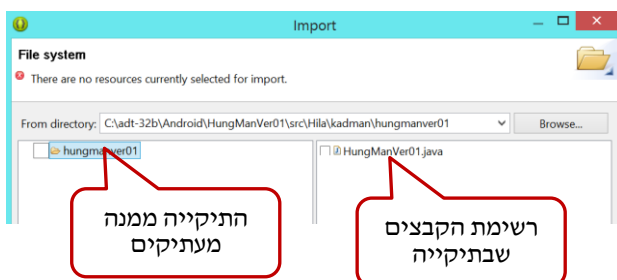 Import
File system
There are no resources currently selected for import.
From directory: C:\adt-32b\Android\HungManVer01\src\Hila\kadman\hungmanver01 Browse...
hungmanver01
HungManVer01.java
התיקייה ממנה
מעתיקים
רשימת הקבצים
שבתיקייה